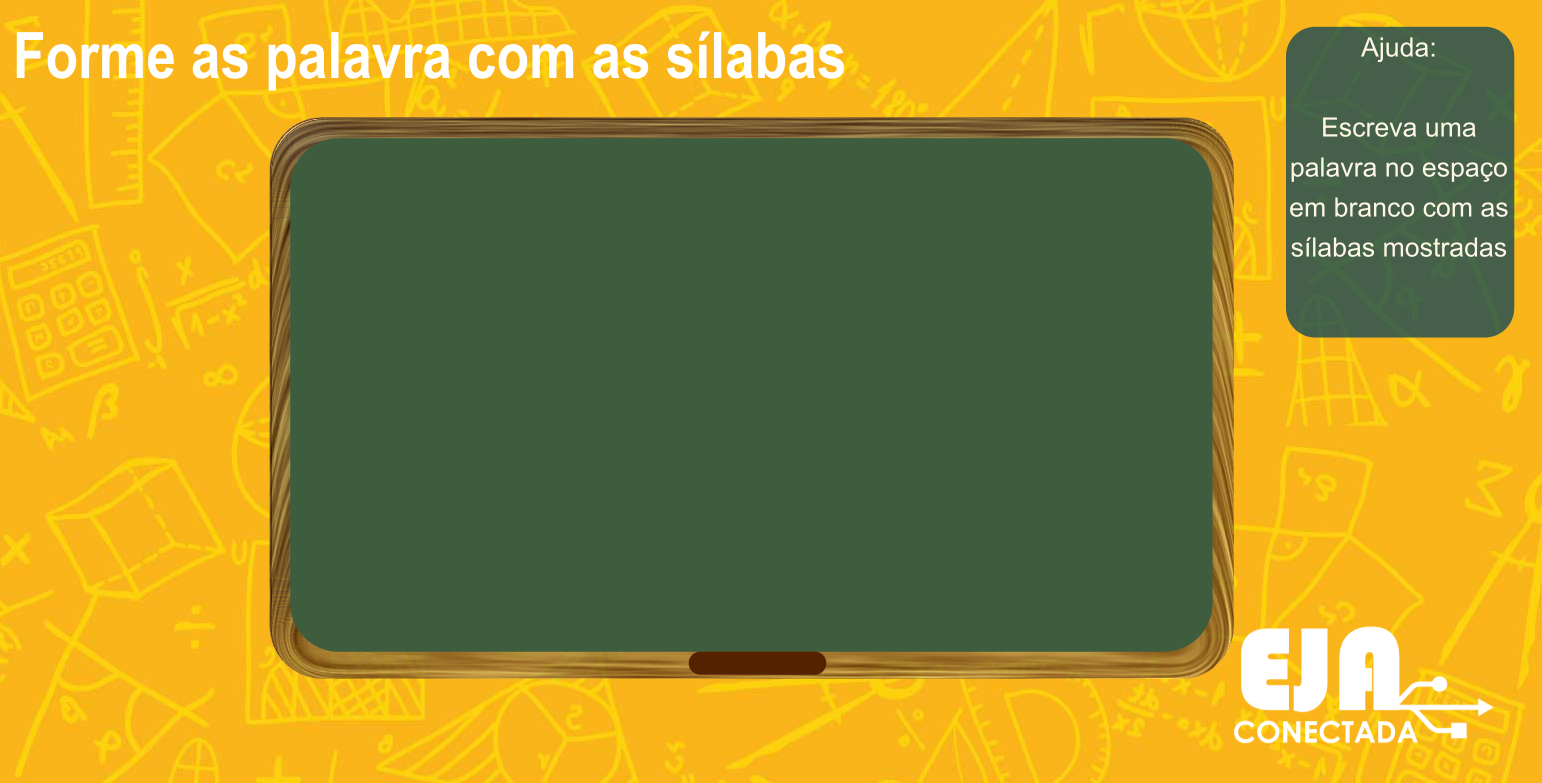 Forme as palavra com as sílabas
Ajuda:
Escreva uma
palavra no espaço
em branco com as
sílabas mostradas
EJA
CONECTADA